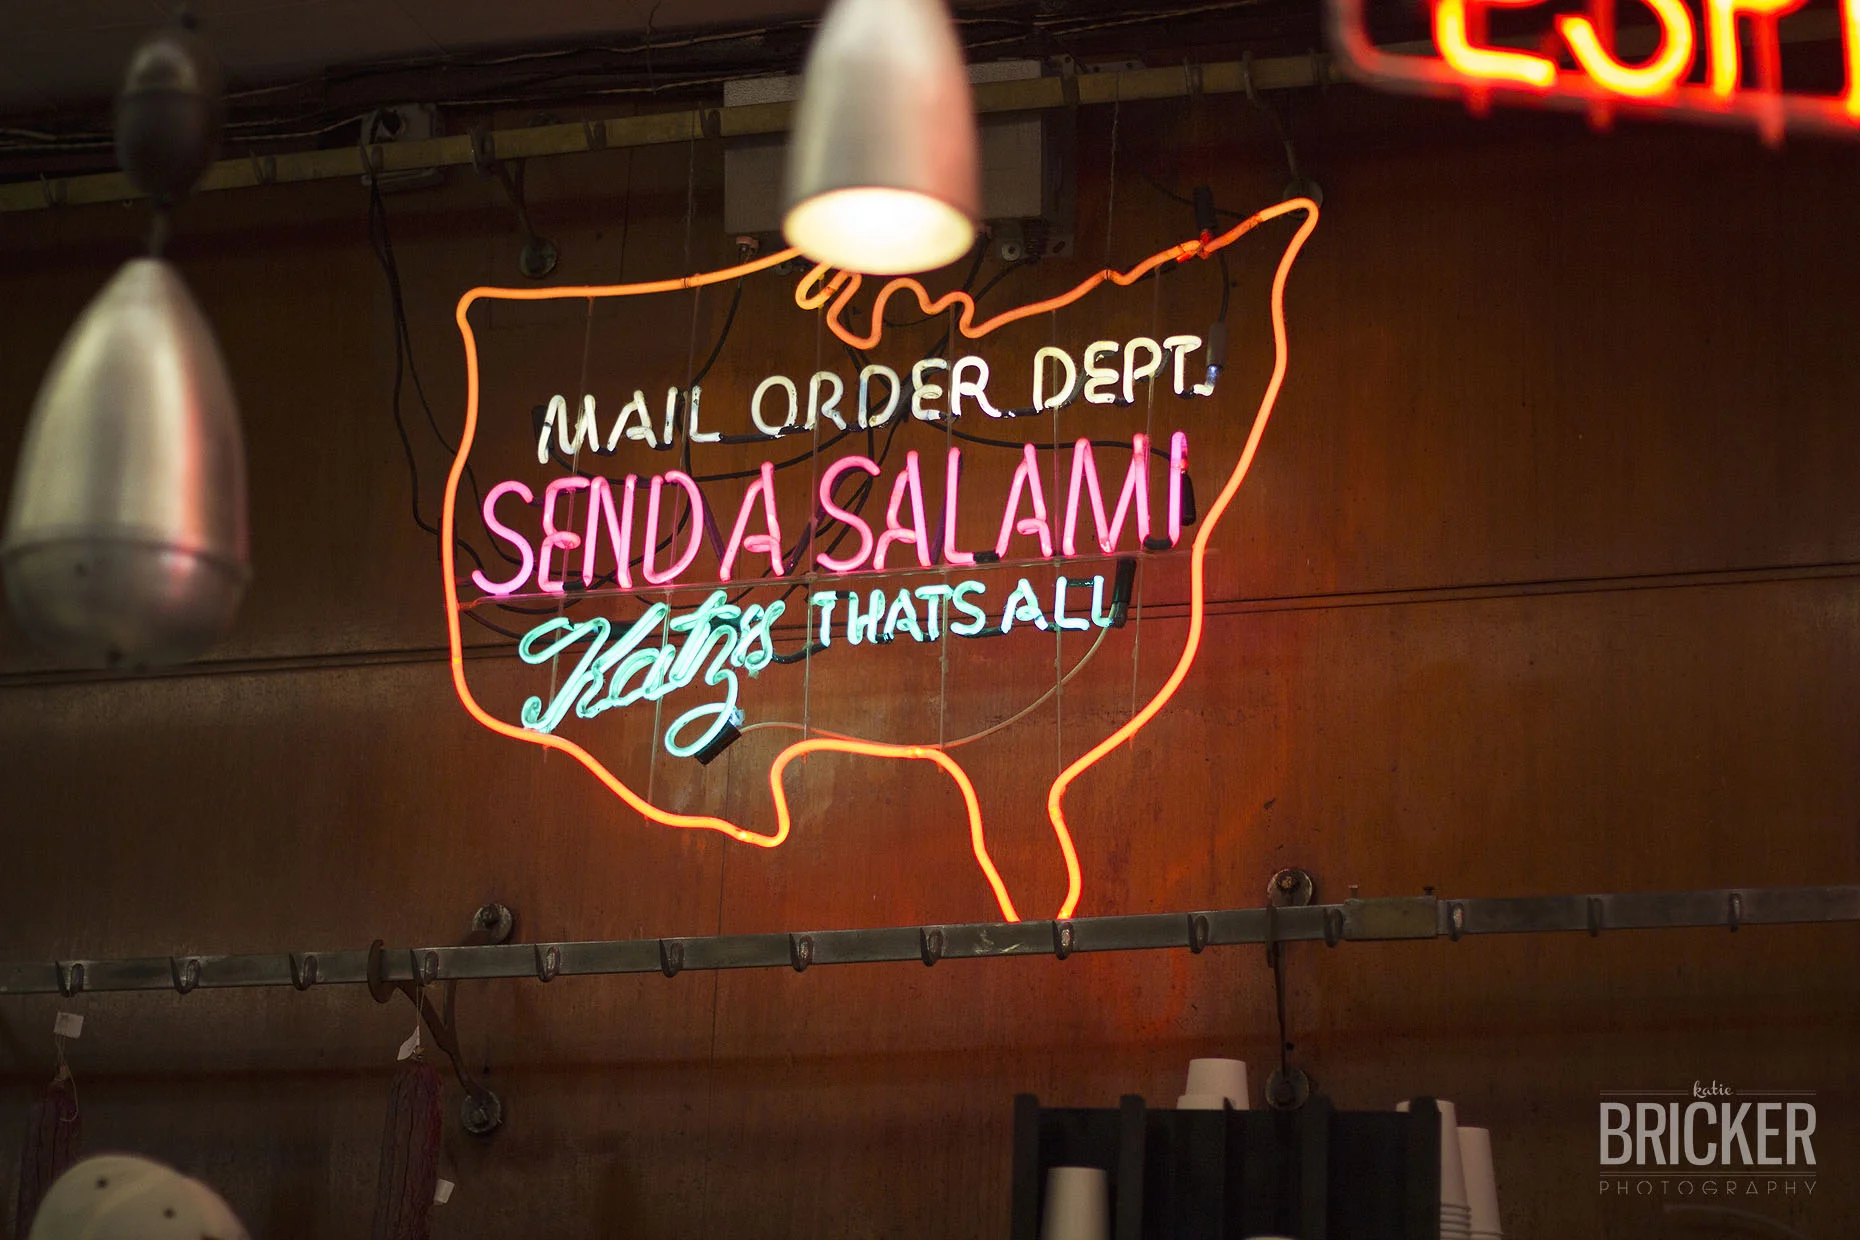 MAIL ORDER DEPT.
SEND A SALAMI
Katz's THATS ALL
katie
BRICKER
PHOTOGRAPHY